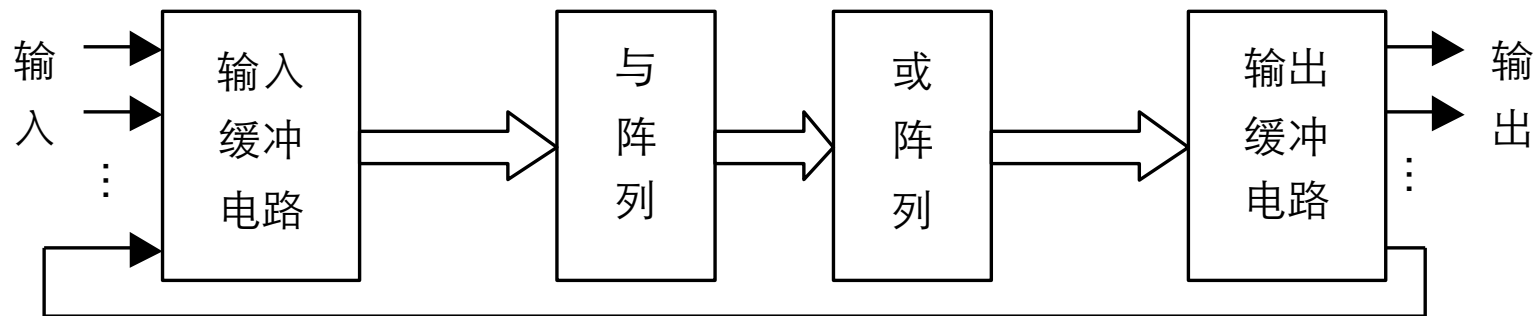 输入
⋮
输入
缓冲
电路
与
阵
列
或
阵
列
输出
缓冲
电路
输出
⋮